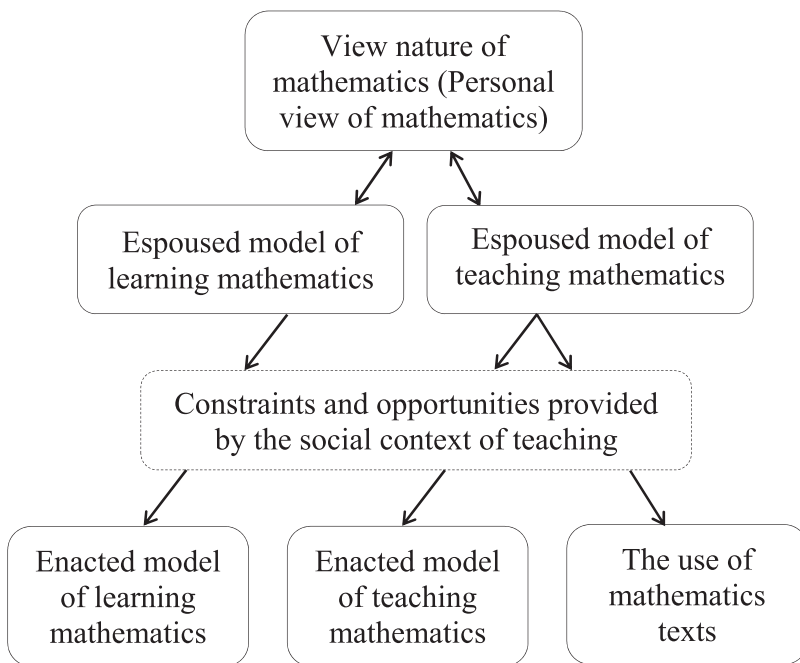 View nature of
mathematics (Personal
view of mathematics)
Espoused model of
learning mathematics
Espoused model of
teaching mathematics
Constraints and opportunities provided
by the social context of teaching
Enacted model
of learning
mathematics
Enacted model
of teaching
mathematics
The use of
mathematics
texts